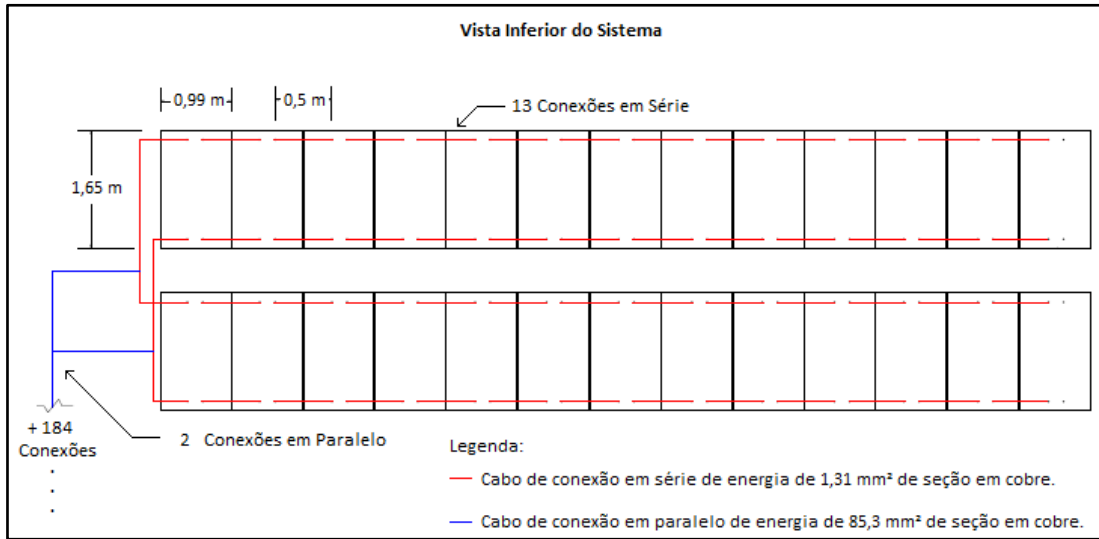 Vista Inferior do Sistema
0,99 m
0,5 m
13 Conexões em Série
1,65 m
+ 184
Conexões
2 Conexões em Paralelo
Legenda:
Cabo de conexão em série de energia de 1,31 mm² de seção em cobre.
Cabo de conexão em paralelo de energia de 85,3 mm² de seção em cobre.